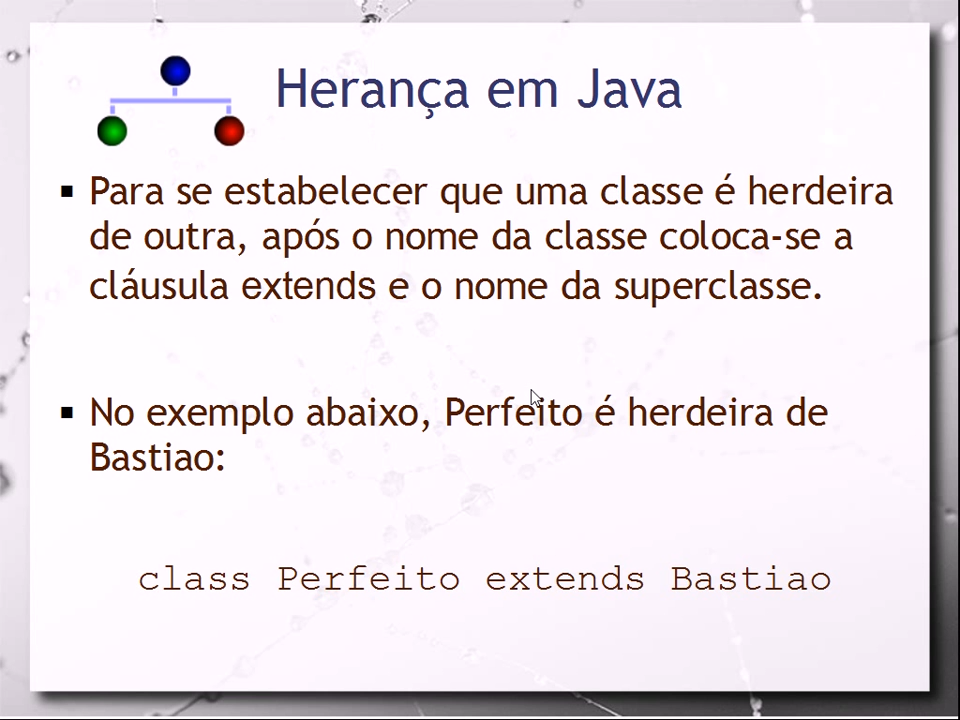 Herança em Java
Para se estabelecer que uma classe é herdeira
de outra, após o nome da classe coloca-se a
cláusula extends e o nome da superclasse.
No exemplo abaixo, Perfeito é herdeira de
Bastiao:
class Perfeito extends Bastiao